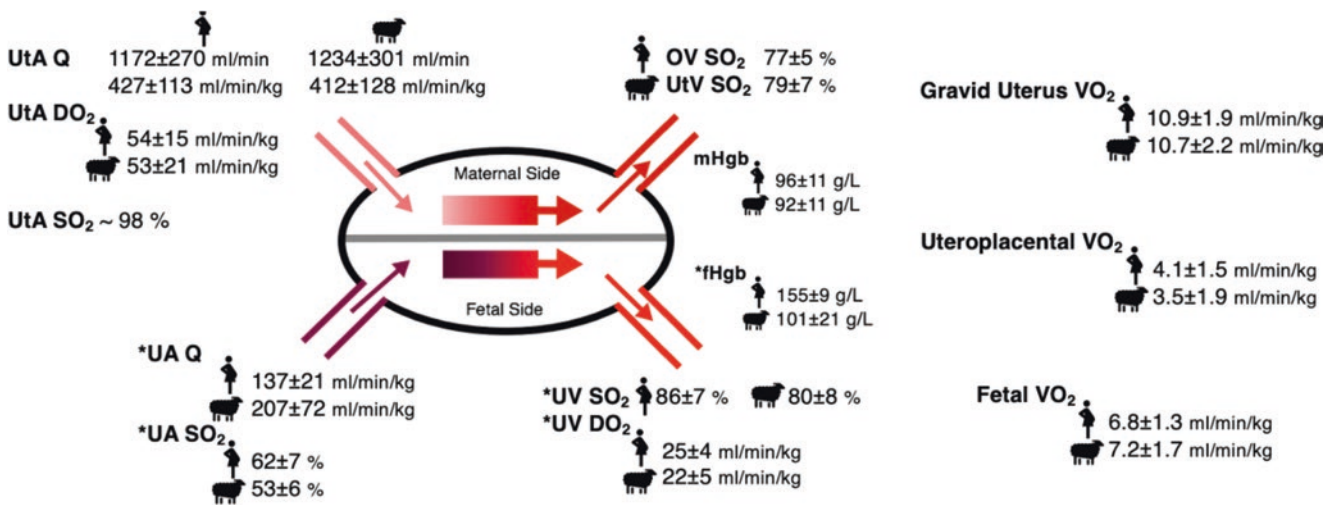 UtA Q
1172±270 ml/min 1234±301 ml/min
427±113 ml/min/kg 412±128 ml/min/kg
UtA DO₂
54±15 ml/min/kg
53±21 ml/min/kg
UtA SO₂ ~ 98 %
OV SO₂ 77±5 %
UtV SO₂ 79±7 %
Maternal Side
Fetal Side
mHgb
96±11 g/L
92±11 g/L
*fHgb
155±9 g/L
101±21 g/L
*UA Q
137±21 ml/min/kg
207±72 ml/min/kg
*UA SO₂
62±7 %
53±6 %
*UV SO₂ 86±7 % 80±8 %
*UV DO₂
25±4 ml/min/kg
22±5 ml/min/kg
Gravid Uterus VO₂
10.9±1.9 ml/min/kg
10.7±2.2 ml/min/kg
Uteroplacental VO₂
4.1±1.5 ml/min/kg
3.5±1.9 ml/min/kg
Fetal VO₂
6.8±1.3 ml/min/kg
7.2±1.7 ml/min/kg